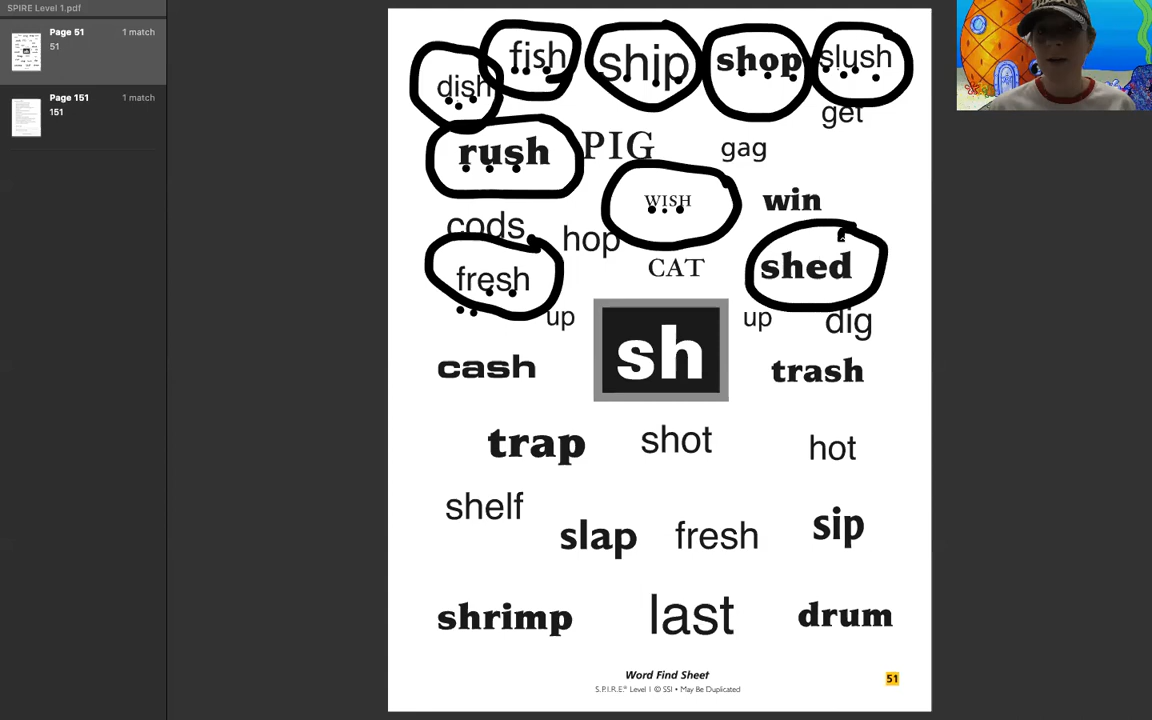 SPIRE Level 1.pdf
Page 51 1 match
51
Page 151 1 match
151
dish fish ship shop slush
get
rush PIG gag
WISH win
cods hop
fresh CAT shed
up sh up dig
cash trash
trap shot hot
shelf slap fresh sip
shrimp last drum
Word Find Sheet
S.P.I.R.E.® Level 1 © SSI • May Be Duplicated
51